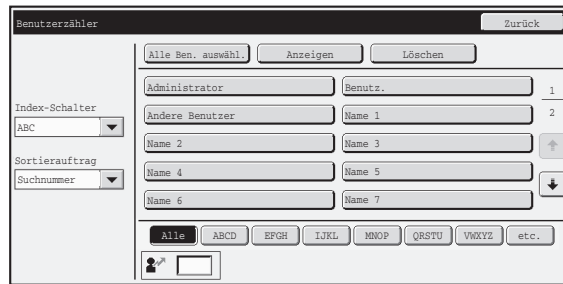 Benutzerzähler Zurück
Alle Ben. auswähl. Anzeigen Löschen
Administrator Benutz.
Andere Benutzer Name 1
Name 2 Name 3
Name 4 Name 5
Name 6 Name 7
1
2
Index-Schalter
ABC
Sortierauftrag
Suchnummer
Alle ABCD EFGH IJKL MNOP QRSTU VWXYZ etc.